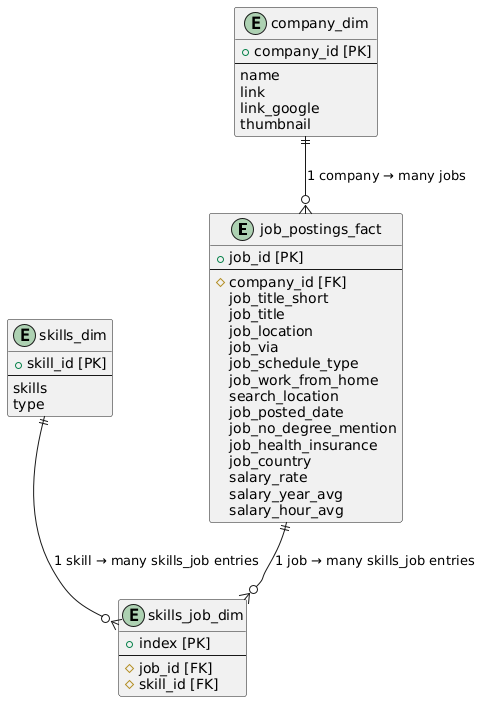 E company_dim
company_id [PK]
name
link
link_google
thumbnail
1 company → many jobs
E job_postings_fact
job_id [PK]
company_id [FK]
job_title_short
job_title
job_location
job_via
job_schedule_type
job_work_from_home
search_location
job_posted_date
job_no_degree_mention
job_health_insurance
job_country
salary_rate
salary_year_avg
salary_hour_avg
E skills_dim
skill_id [PK]
skills
type
1 skill → many skills_job entries
1 job → many skills_job entries
E skills_job_dim
index [PK]
job_id [FK]
skill_id [FK]